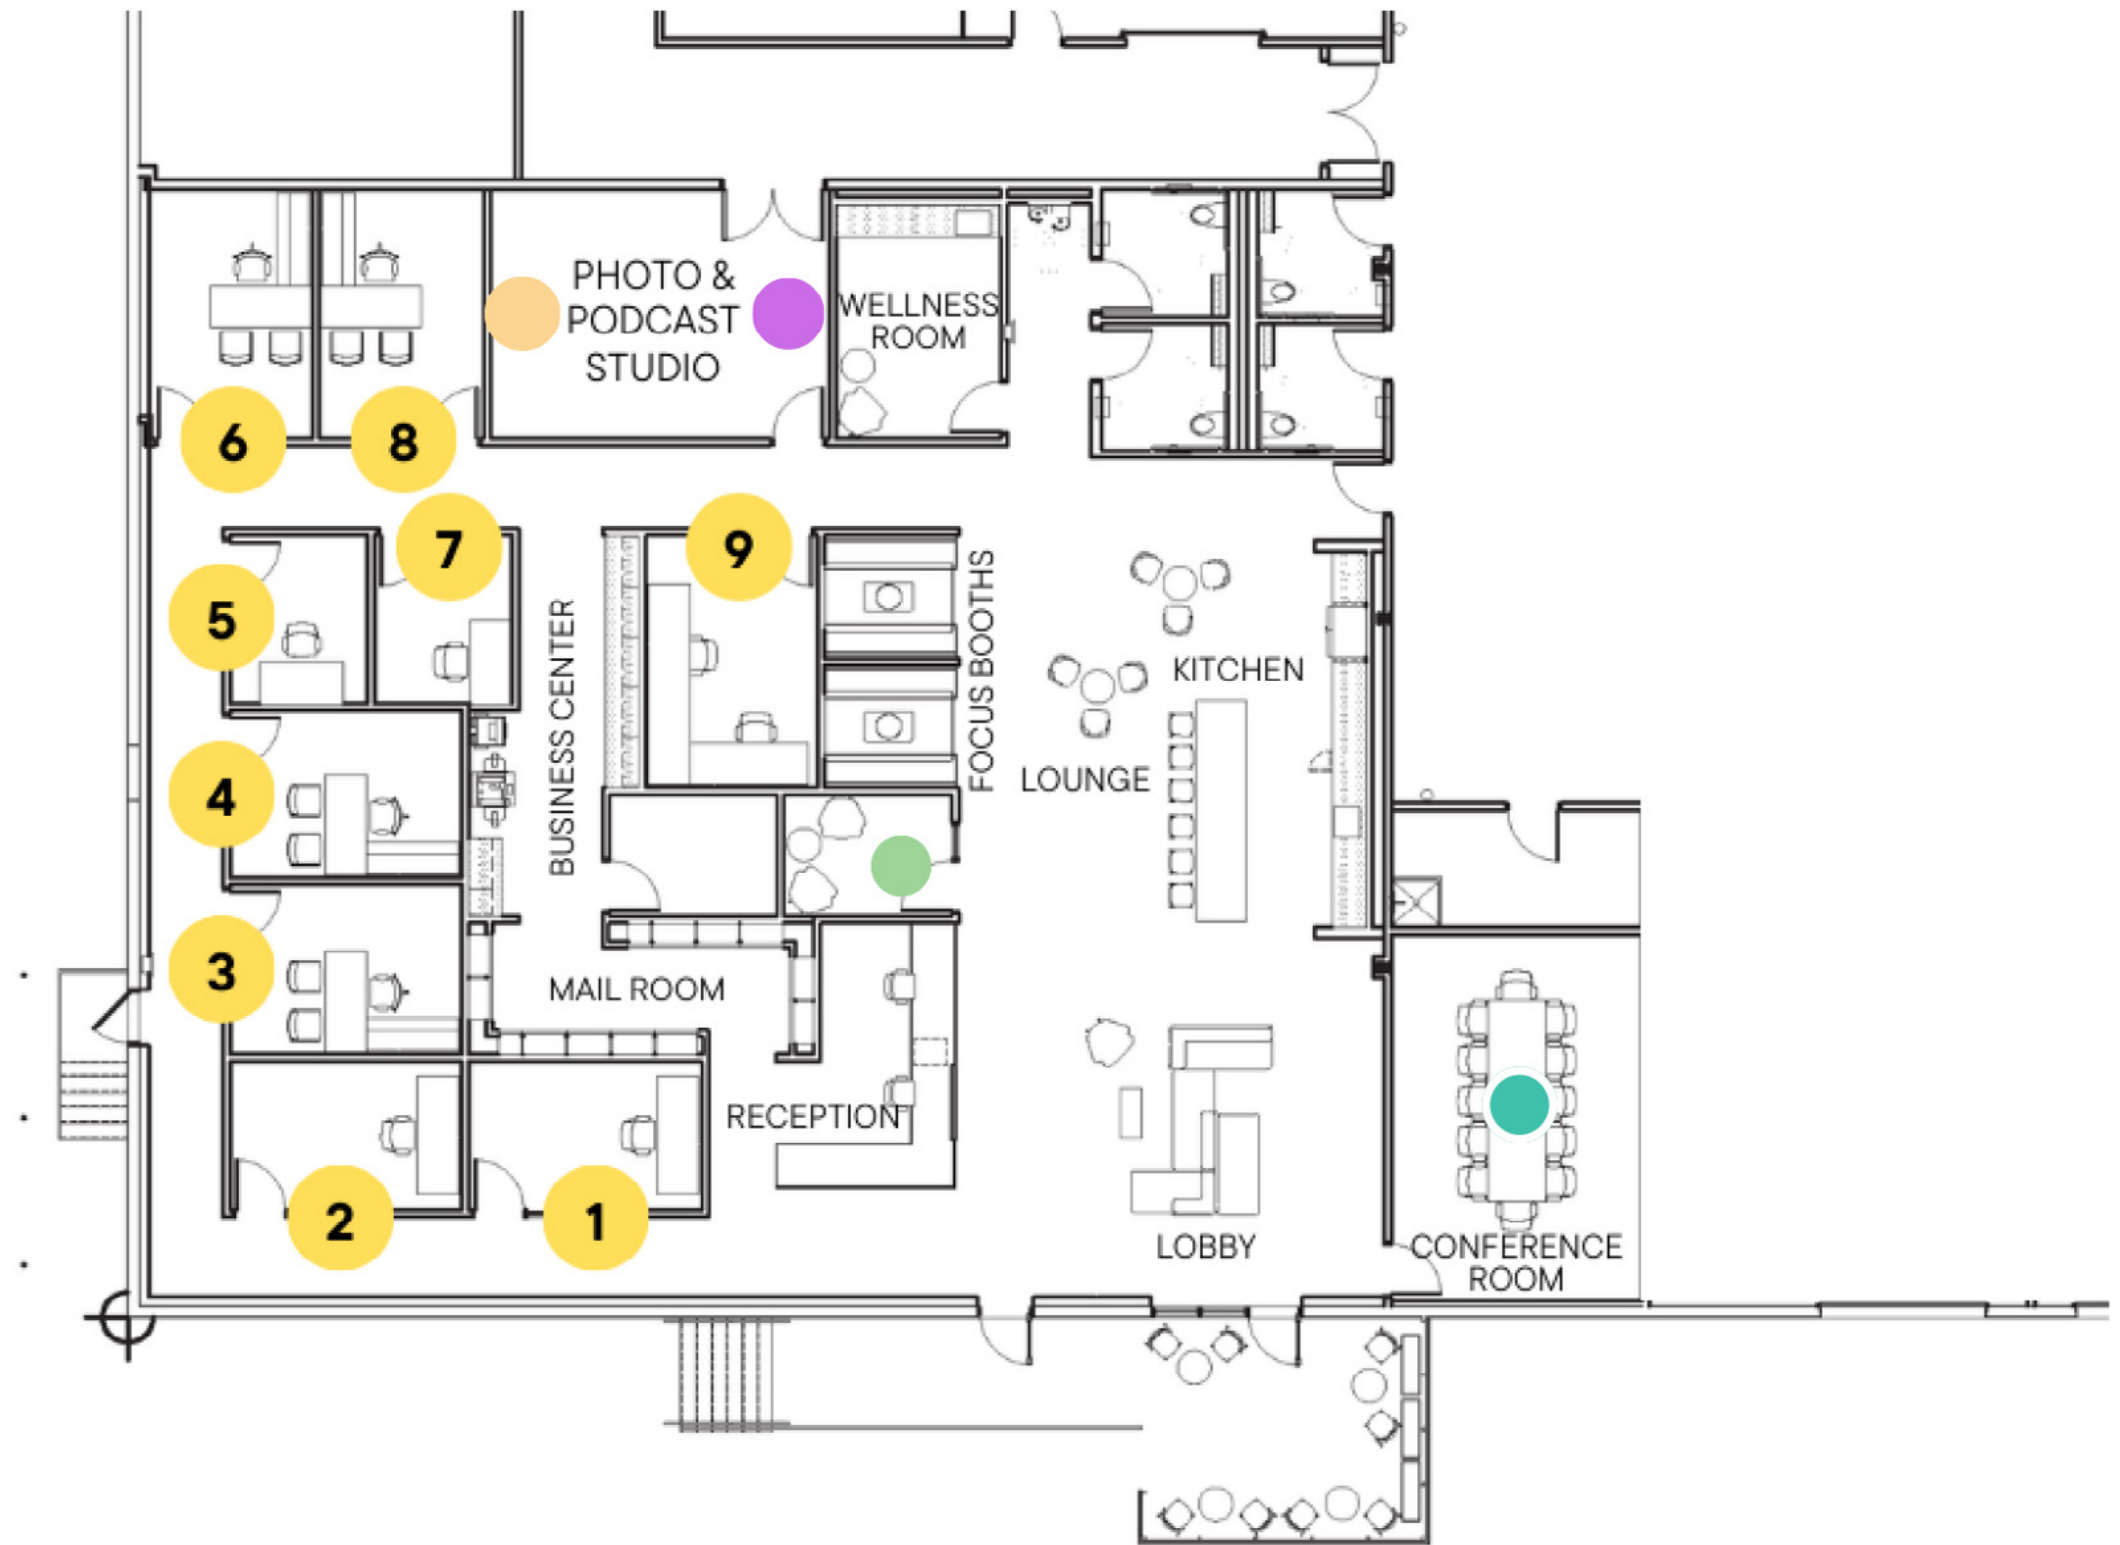 PHOTO &
PODCAST
STUDIO
WELLNESS
ROOM
6
8
7
9
5
BUSINESS CENTER
FOCUS BOOTHS
KITCHEN
LOUNGE
4
3
MAIL ROOM
RECEPTION
2
1
LOBBY
CONFERENCE
ROOM